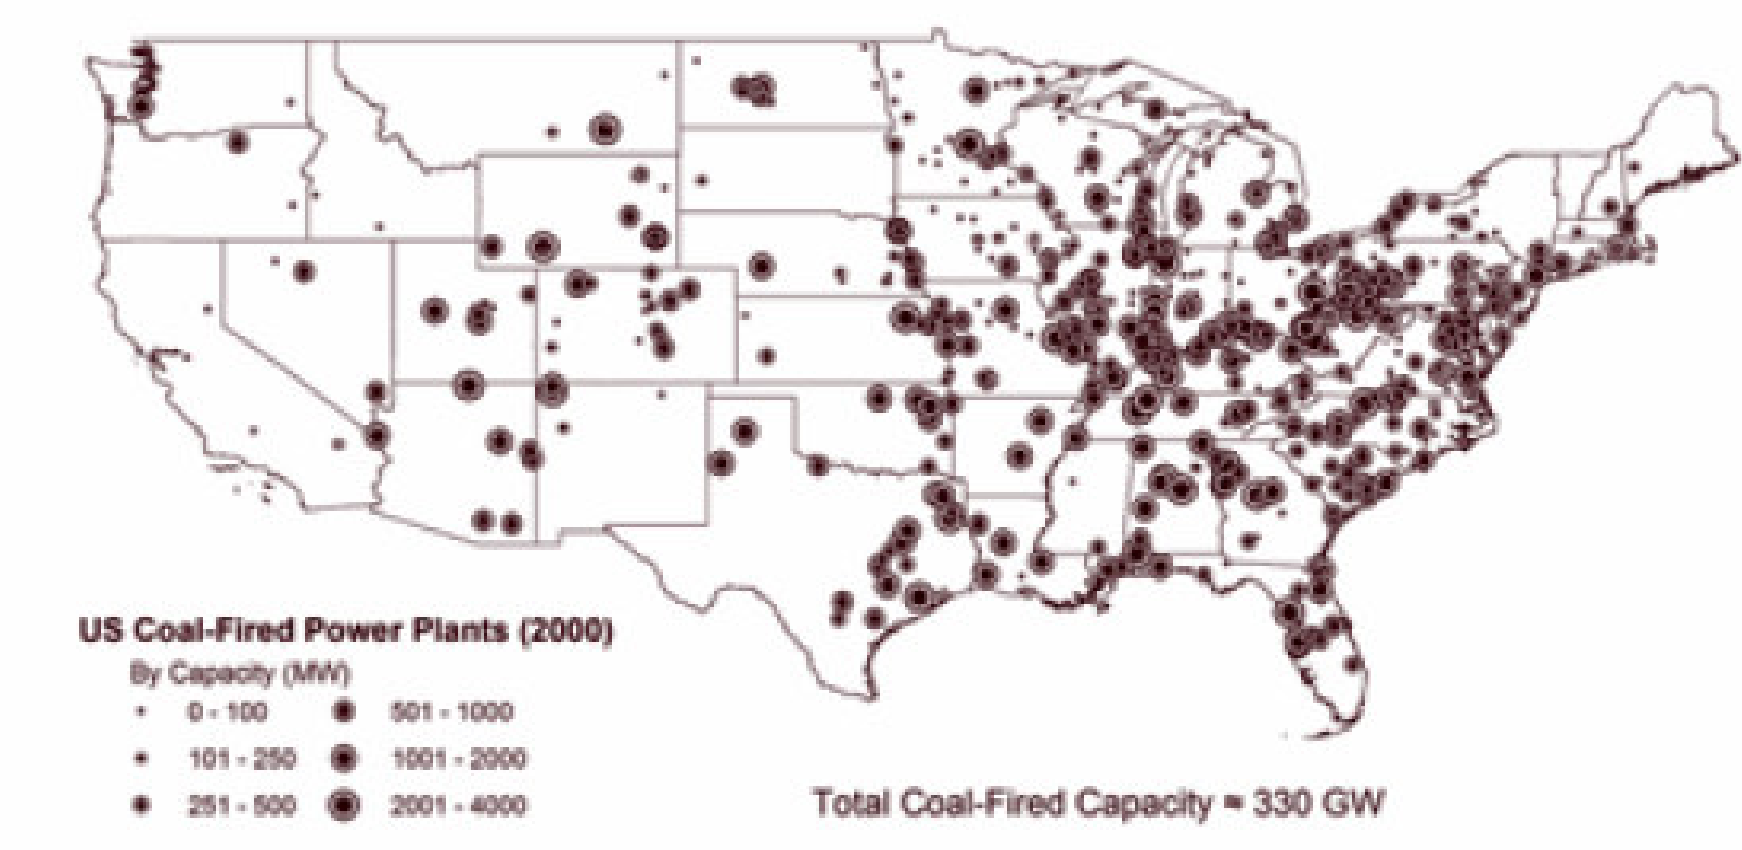 US Coal-Fired Power Plants (2000)
By Capacity (MW)
0 - 100
501 - 1000
101 - 250
1001 - 2000
251 - 500
2001 - 4000
Total Coal-Fired Capacity ≈ 330 GW